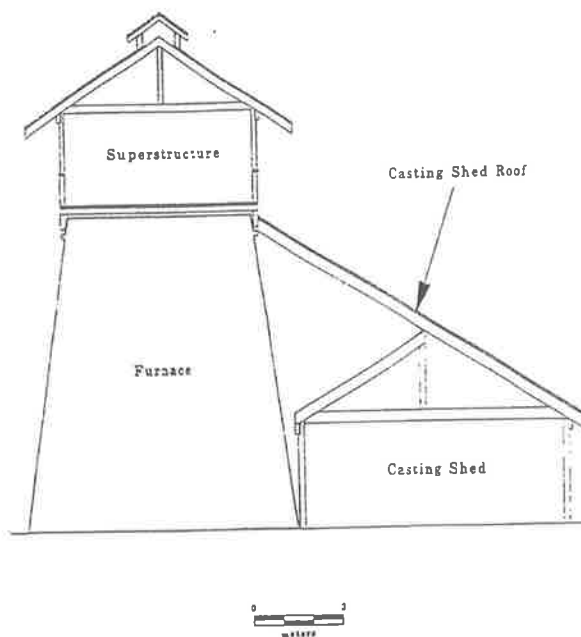 Superstructure
Casting Shed Roof
Furnace
Casting Shed
0
meters